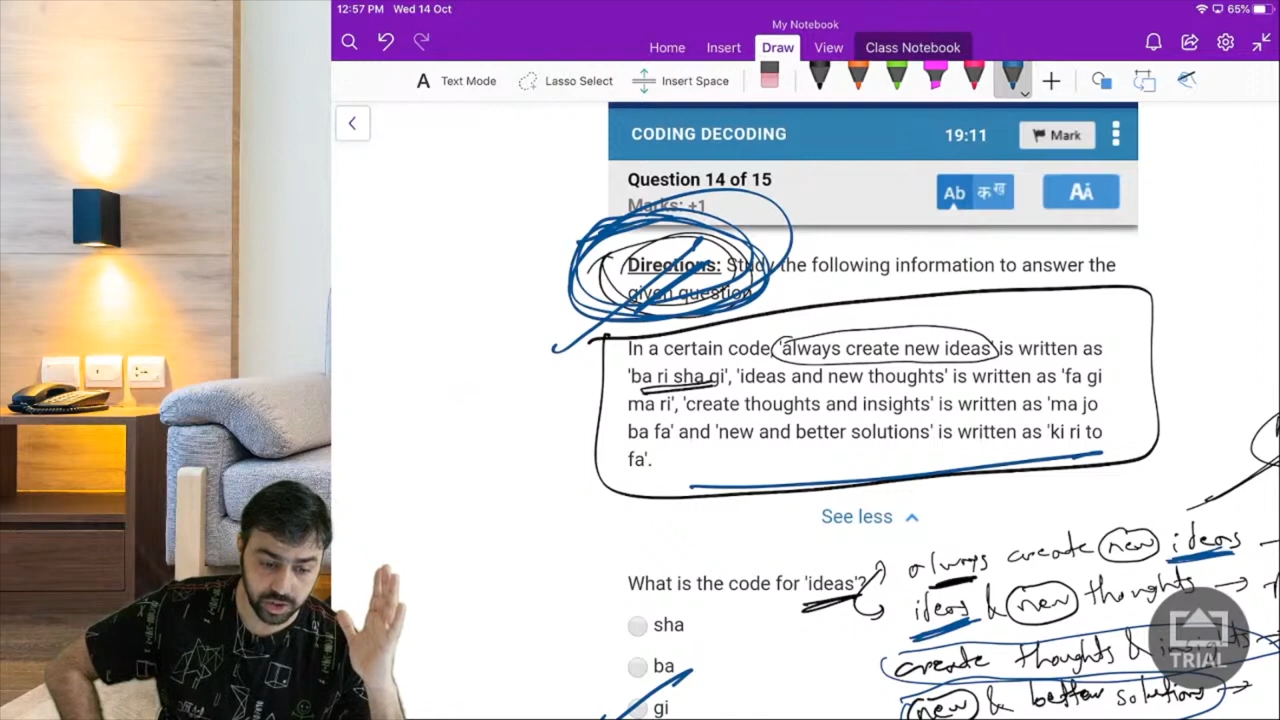 12:57 PM Wed 14 Oct
65%
My Notebook
Home Insert Draw View Class Notebook
A Text Mode Lasso Select Insert Space
CODING DECODING 19:11 Mark
Question 14 of 15 Ab क ख AA
Marks: +1
Directions: Study the following information to answer the
given question.
In a certain code, 'always create new ideas' is written as
'ba ri sha gi', 'ideas and new thoughts' is written as 'fa gi
ma ri', 'create thoughts and insights' is written as 'ma jo
ba fa' and 'new and better solutions' is written as 'ki ri to
fa'.
See less
always create new ideas
What is the code for 'ideas'?
ideas & new thoughts
sha
create thoughts & insights
ba
new & better solutions
gi
TRIAL